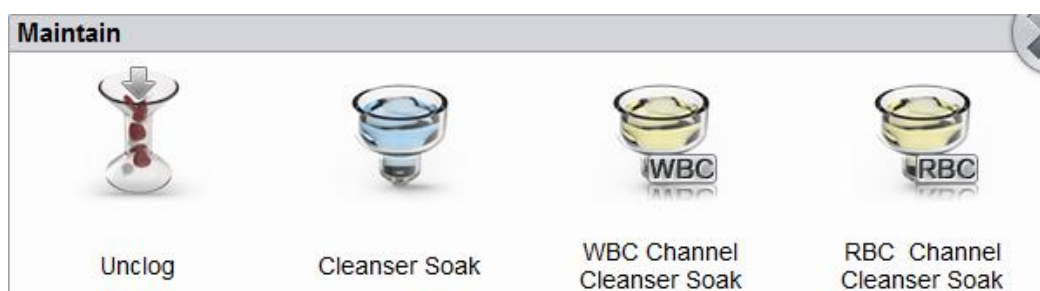 Maintain
WBC
RBC
Unclog
Cleanser Soak
WBC Channel
Cleanser Soak
RBC Channel
Cleanser Soak